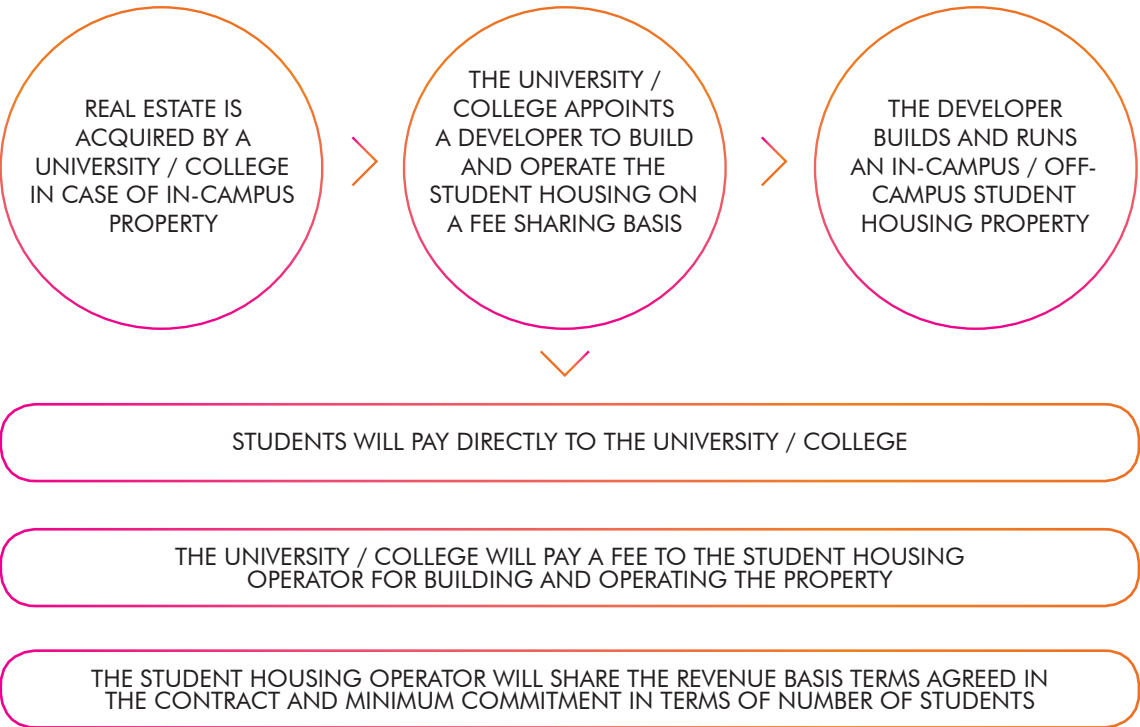 REAL ESTATE IS
ACQUIRED BY A
UNIVERSITY / COLLEGE
IN CASE OF IN-CAMPUS
PROPERTY
THE UNIVERSITY /
COLLEGE APPOINTS
A DEVELOPER TO BUILD
AND OPERATE THE
STUDENT HOUSING ON
A FEE SHARING BASIS
THE DEVELOPER
BUILDS AND RUNS
AN IN-CAMPUS / OFF-
CAMPUS STUDENT
HOUSING PROPERTY
STUDENTS WILL PAY DIRECTLY TO THE UNIVERSITY / COLLEGE
THE UNIVERSITY / COLLEGE WILL PAY A FEE TO THE STUDENT HOUSING
OPERATOR FOR BUILDING AND OPERATING THE PROPERTY
THE STUDENT HOUSING OPERATOR WILL SHARE THE REVENUE BASIS TERMS AGREED IN
THE CONTRACT AND MINIMUM COMMITMENT IN TERMS OF NUMBER OF STUDENTS